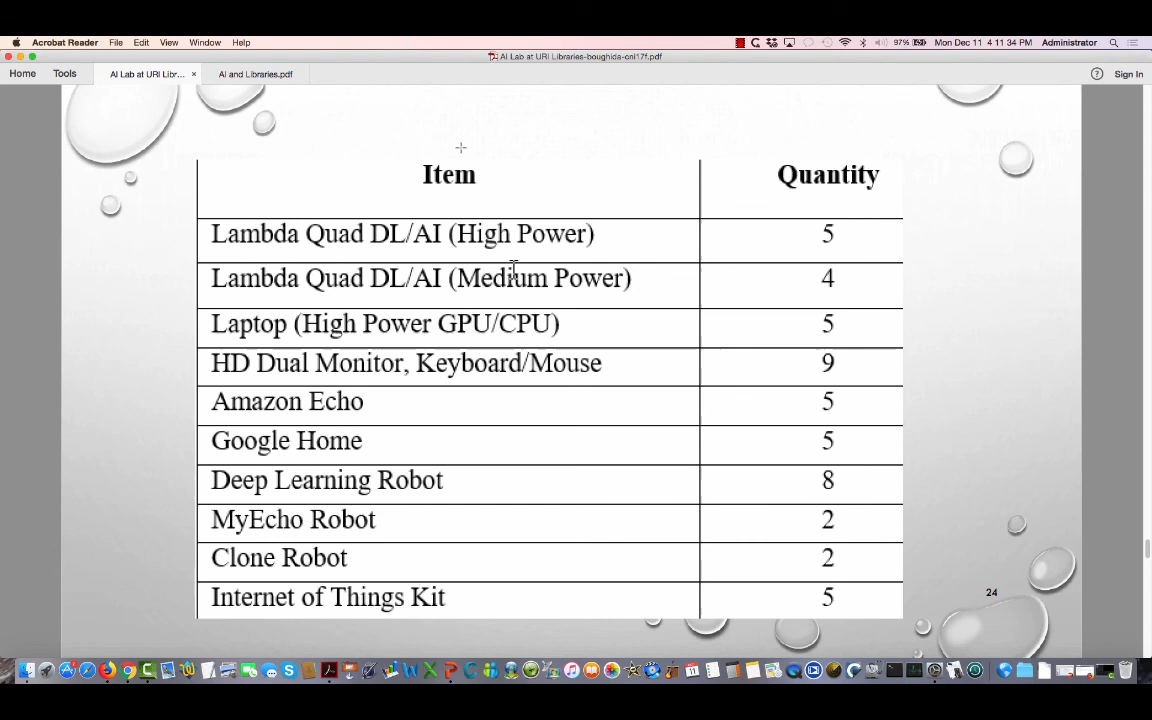 Acrobat Reader File Edit View Window Help 97% Mon Dec 11 4 11 34 PM Administrator
AI Lab at URI Libraries-boughida-cni17f.pdf
Home Tools AI Lab at URI Libr... × AI and Libraries.pdf ? Sign In
Item Quantity
Lambda Quad DL/AI (High Power) 5
Lambda Quad DL/AI (Medium Power) 4
Laptop (High Power GPU/CPU) 5
HD Dual Monitor, Keyboard/Mouse 9
Amazon Echo 5
Google Home 5
Deep Learning Robot 8
MyEcho Robot 2
Clone Robot 2
Internet of Things Kit 5
24